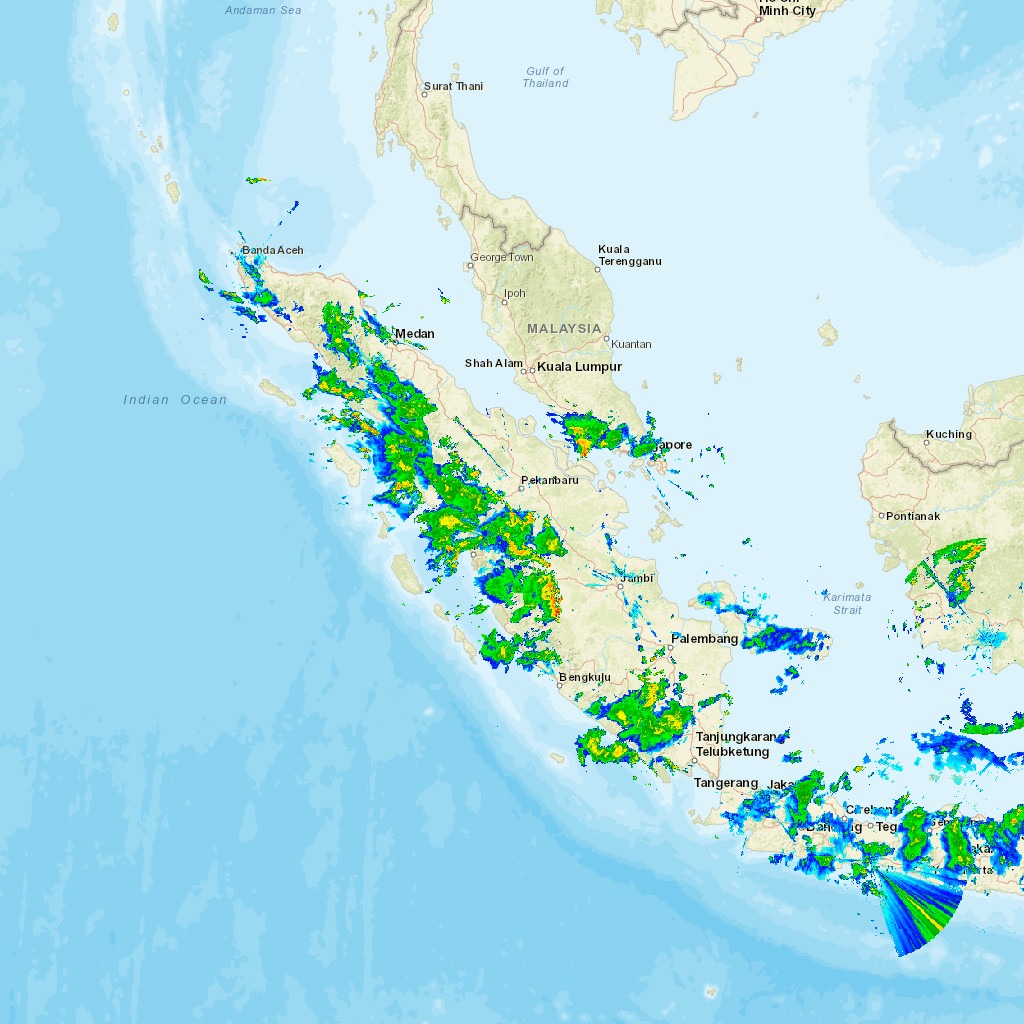 Andaman Sea
Minh City
Gulf of
Thailand
Surat Thani
Banda Aceh
George Town
Kuala
Terengganu
Ipoh
MALAYSIA
Medan
Kuantan
Shah Alam
Kuala Lumpur
Indian Ocean
Kuching
Pekanbaru
Pontianak
Jambi
Karimata
Strait
Palembang
Bengkulu
Tanjungkaran
Telubketung
Tangerang